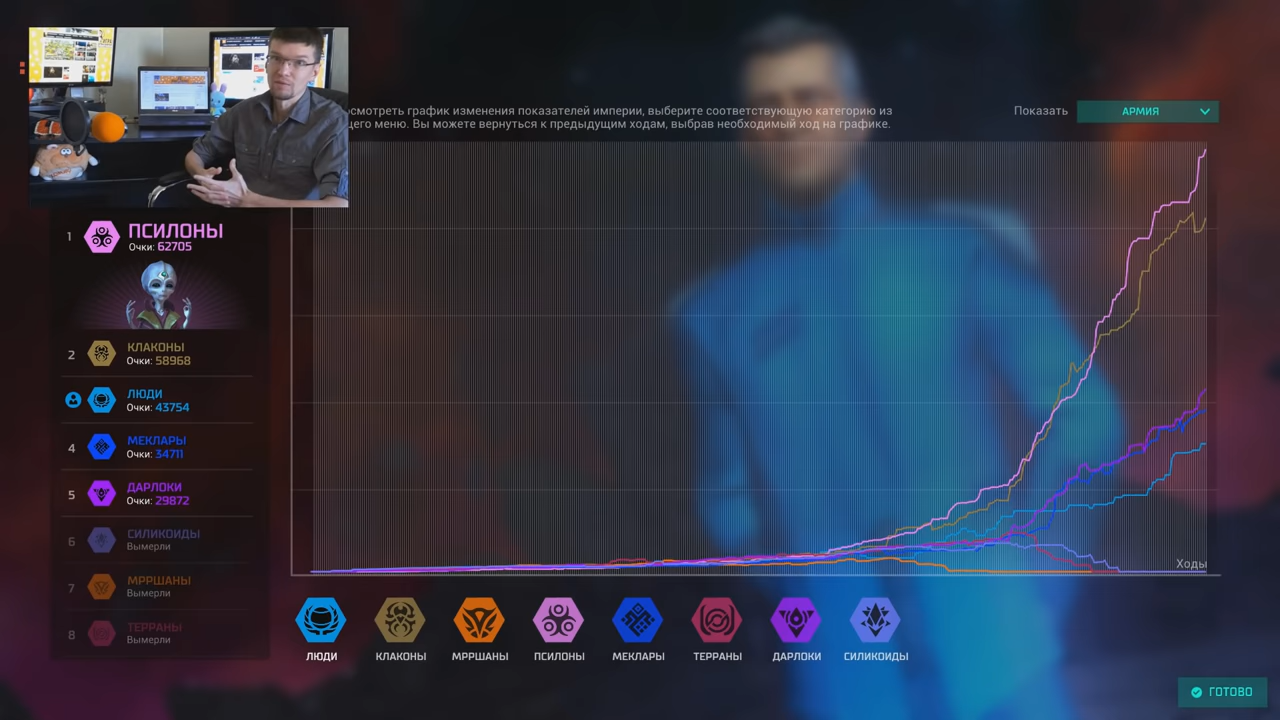 смотреть график изменения показателей империи, выберите соответствующую категорию из
щего меню. Вы можете вернуться к предыдущим ходам, выбрав необходимый ход на графике.
Показать
АРМИЯ
1
ПСИЛОНЫ
Очки: 62705
2
КЛАКОНЫ
Очки: 58968
ЛЮДИ
Очки: 43754
4
МЕКЛАРЫ
Очки: 34711
5
ДАРЛОКИ
Очки: 29872
6
СИЛИКОИДЫ
Вымерли
7
МРРШАНЫ
Вымерли
8
ТЕРРАНЫ
Вымерли
Ходы
ЛЮДИ
КЛАКОНЫ
МРРШАНЫ
ПСИЛОНЫ
МЕКЛАРЫ
ТЕРРАНЫ
ДАРЛОКИ
СИЛИКОИДЫ
ГОТОВО